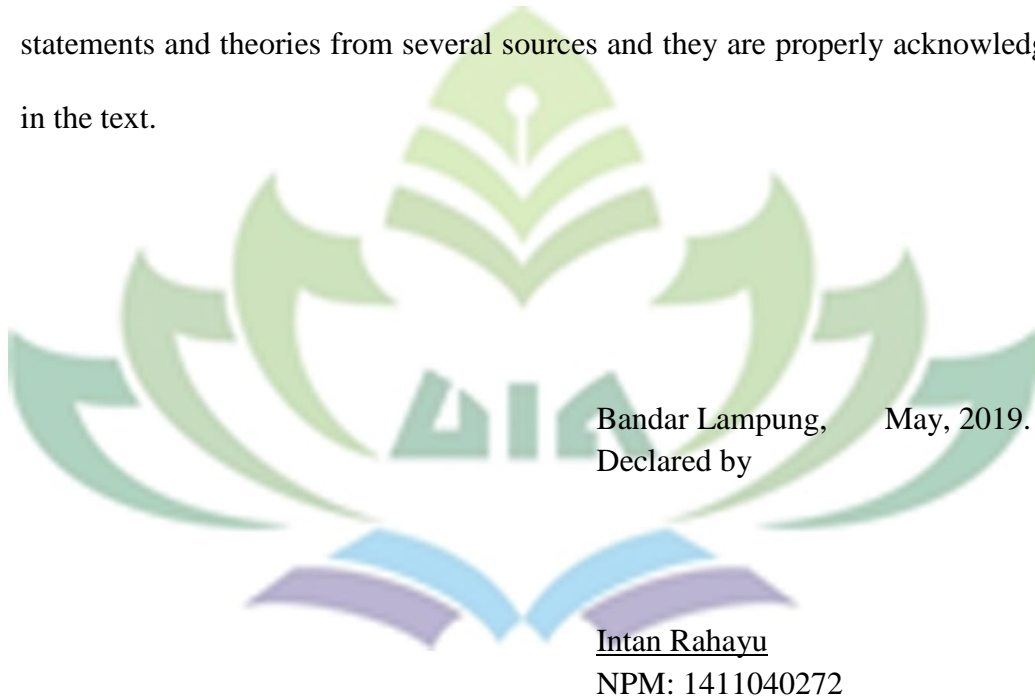 statements and theories from several sources and they are properly acknowledg
in the text.
UIN
Bandar Lampung, May, 2019.
Declared by
Intan Rahayu
NPM: 1411040272